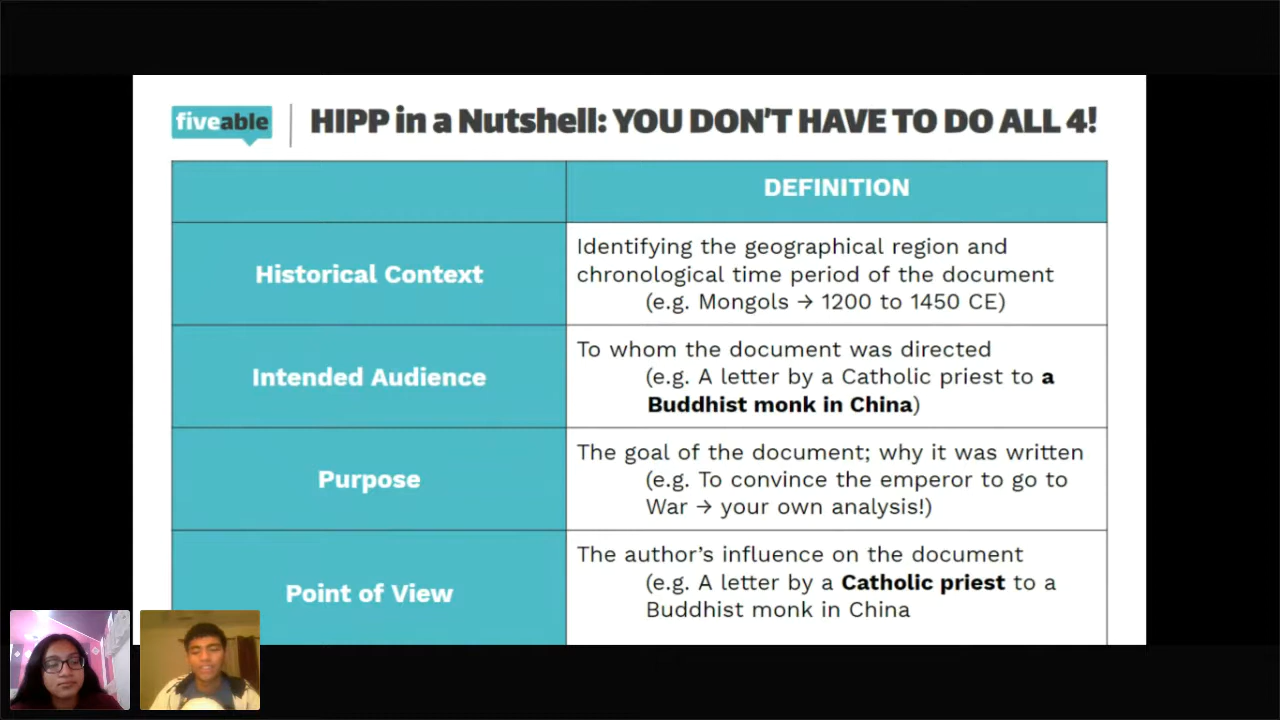 fiveable
HIPP in a Nutshell: YOU DON'T HAVE TO DO ALL 4!
DEFINITION
Historical Context
Identifying the geographical region and
chronological time period of the document
(e.g. Mongols → 1200 to 1450 CE)
Intended Audience
To whom the document was directed
(e.g. A letter by a Catholic priest to a
Buddhist monk in China)
Purpose
The goal of the document; why it was written
(e.g. To convince the emperor to go to
War → your own analysis!)
Point of View
The author's influence on the document
(e.g. A letter by a Catholic priest to a
Buddhist monk in China